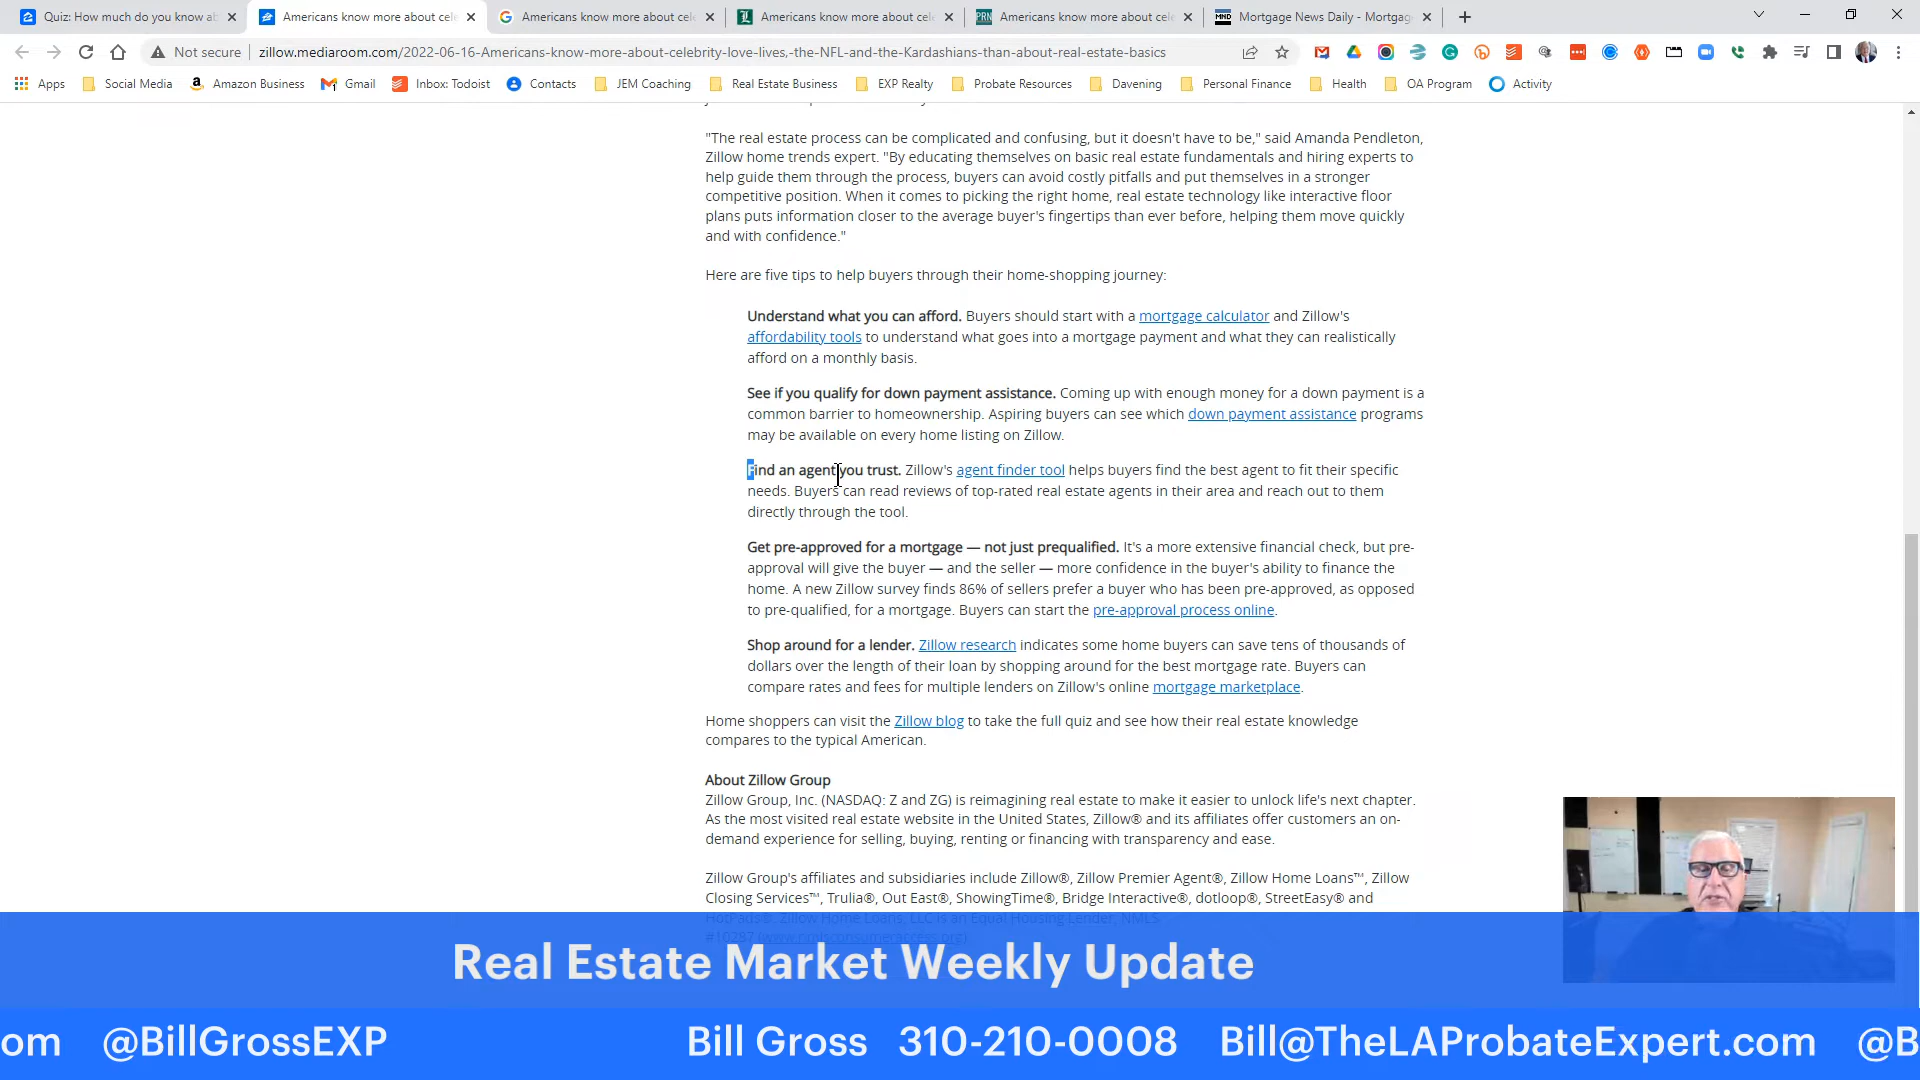 Quiz: How much do you know ab
Americans know more about cele
Americans know more about cele
Americans know more about cele
Americans know more about cele
Mortgage News Daily - Mortgag
Not secure
zillow.mediaroom.com/2022-06-16-Americans-know-more-about-celebrity-love-lives,-the-NFL-and-the-Kardashians-than-about-real-estate-basics
Apps
Social Media
Amazon Business
Gmail
Inbox: Todoist
Contacts
JEM Coaching
Real Estate Business
EXP Realty
Probate Resources
Davening
Personal Finance
Health
OA Program
Activity
"The real estate process can be complicated and confusing, but it doesn't have to be," said Amanda Pendleton,
Zillow home trends expert. "By educating themselves on basic real estate fundamentals and hiring experts to
help guide them through the process, buyers can avoid costly pitfalls and put themselves in a stronger
competitive position. When it comes to picking the right home, real estate technology like interactive floor
plans puts information closer to the average buyer's fingertips than ever before, helping them move quickly
and with confidence."
Here are five tips to help buyers through their home-shopping journey:
Understand what you can afford. Buyers should start with a mortgage calculator and Zillow's
affordability tools to understand what goes into a mortgage payment and what they can realistically
afford on a monthly basis.
See if you qualify for down payment assistance. Coming up with enough money for a down payment is a
common barrier to homeownership. Aspiring buyers can see which down payment assistance programs
may be available on every home listing on Zillow.
Find an agent you trust. Zillow's agent finder tool helps buyers find the best agent to fit their specific
needs. Buyers can read reviews of top-rated real estate agents in their area and reach out to them
directly through the tool.
Get pre-approved for a mortgage — not just prequalified. It's a more extensive financial check, but pre-
approval will give the buyer — and the seller — more confidence in the buyer's ability to finance the
home. A new Zillow survey finds 86% of sellers prefer a buyer who has been pre-approved, as opposed
to pre-qualified, for a mortgage. Buyers can start the pre-approval process online.
Shop around for a lender. Zillow research indicates some home buyers can save tens of thousands of
dollars over the length of their loan by shopping around for the best mortgage rate. Buyers can
compare rates and fees for multiple lenders on Zillow's online mortgage marketplace.
Home shoppers can visit the Zillow blog to take the full quiz and see how their real estate knowledge
compares to the typical American.
About Zillow Group
Zillow Group, Inc. (NASDAQ: Z and ZG) is reimagining real estate to make it easier to unlock life's next chapter.
As the most visited real estate website in the United States, Zillow® and its affiliates offer customers an on-
demand experience for selling, buying, renting or financing with transparency and ease.
Zillow Group's affiliates and subsidiaries include Zillow®, Zillow Premier Agent®, Zillow Home Loans™, Zillow
Closing Services™, Trulia®, Out East®, ShowingTime®, Bridge Interactive®, dotloop®, StreetEasy® and
HotPads®. Zillow Home Loans, LLC is an Equal Housing Lender, NMLS
#10287 (www.nmlsconsumeraccess.org)
Real Estate Market Weekly Update
om @BillGrossEXP Bill Gross 310-210-0008 Bill@TheLAProbateExpert.com @B